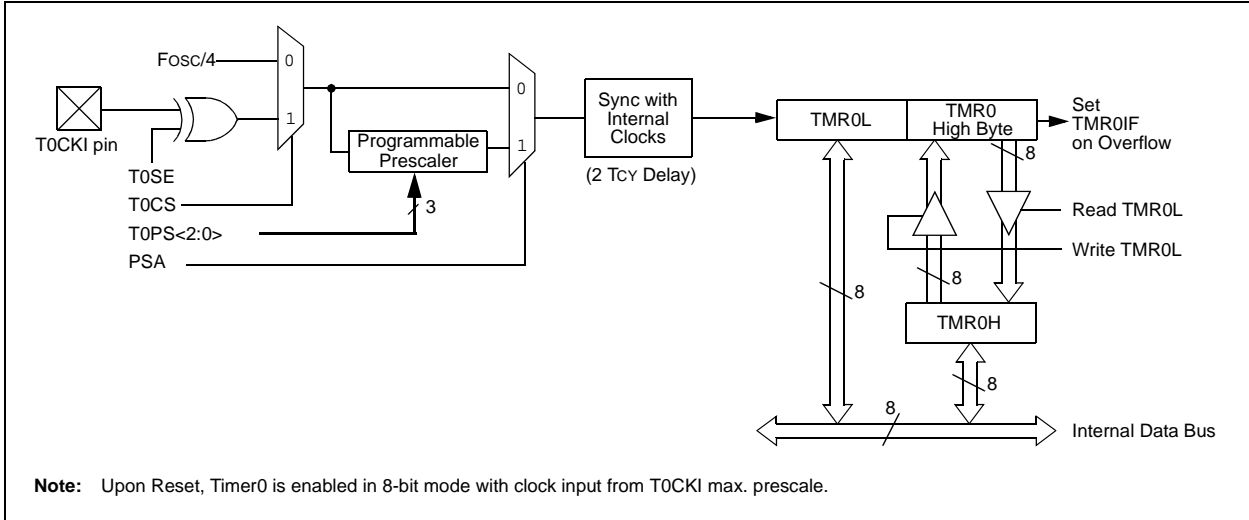 FOSC/4
0
1
T0CKI pin
T0SE
T0CS
T0PS<2:0>
PSA
Programmable
Prescaler
3
0
1
Sync with
Internal
Clocks
(2 TCY Delay)
TMR0L
TMR0
High Byte
Set
TMR0IF
on Overflow
8
Read TMR0L
Write TMR0L
8
8
TMR0H
8
8
Internal Data Bus
Note: Upon Reset, Timer0 is enabled in 8-bit mode with clock input from T0CKI max. prescale.